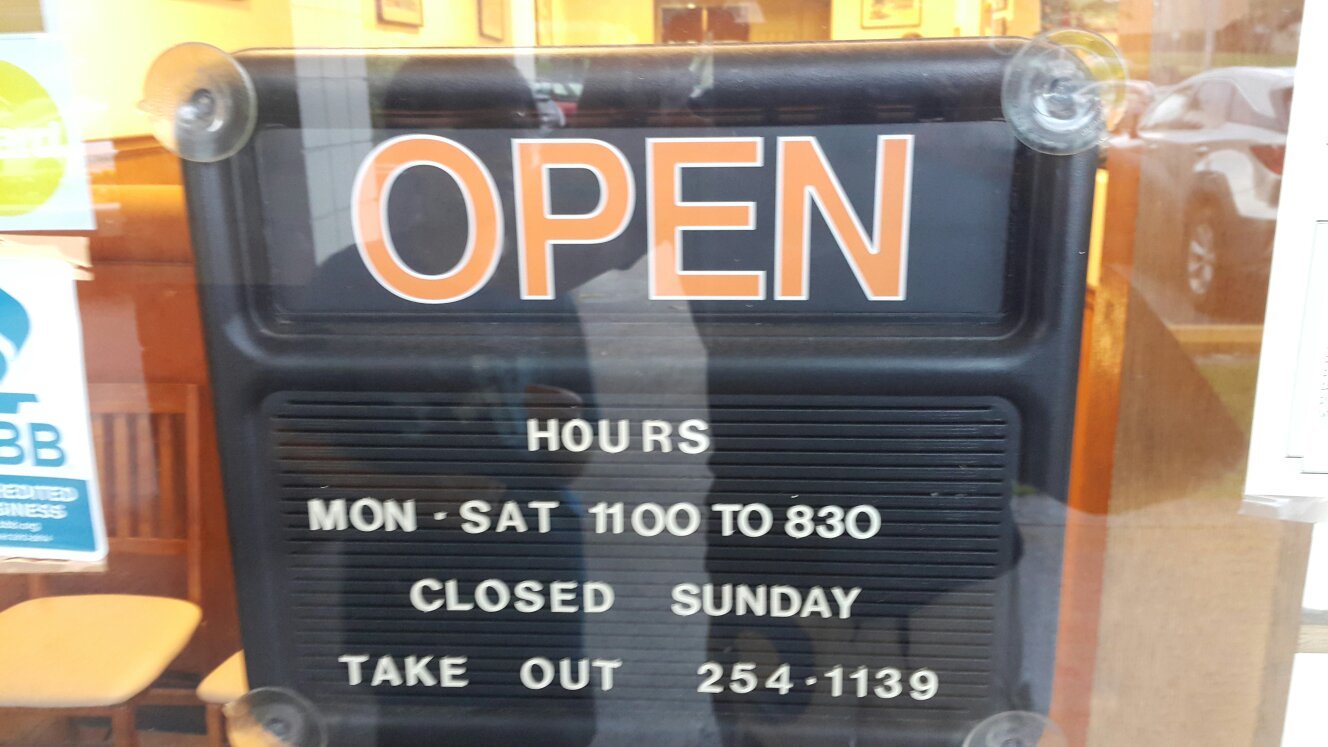 OPEN
HOURS
MON - SAT 1100 TO 830
CLOSED SUNDAY
TAKE OUT 254-1139
BB